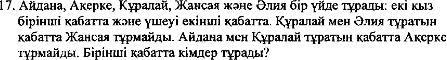 17. Айдана, Ақерке, Құралай, Жансая және Әлия бір үйде тұрады: екі қыз
бірінші қабатта және үшеуі екінші қабатта. Құралай мен Әлия тұратын
қабатта Жансая тұрмайды. Айдана мен Құралай тұратын қабатта Ақеркс
тұрмайды. Бірінші қабатта кімдер тұрады?